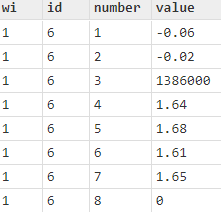 wi id number value
1 6 1 -0.06
1 6 2 -0.02
1 6 3 1386000
1 6 4 1.64
1 6 5 1.68
1 6 6 1.61
1 6 7 1.65
1 6 8 0